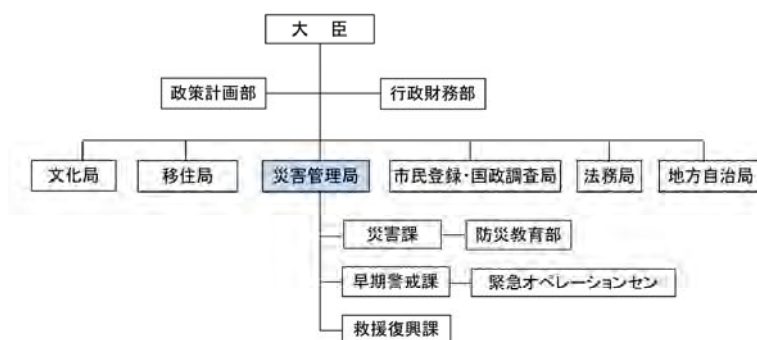 大 臣
政策計画部
行政財務部
文化局
移住局
災害管理局
市民登録・国政調査局
法務局
地方自治局
災害課
防災教育部
早期警戒課
緊急オペレーションセン
救援復興課